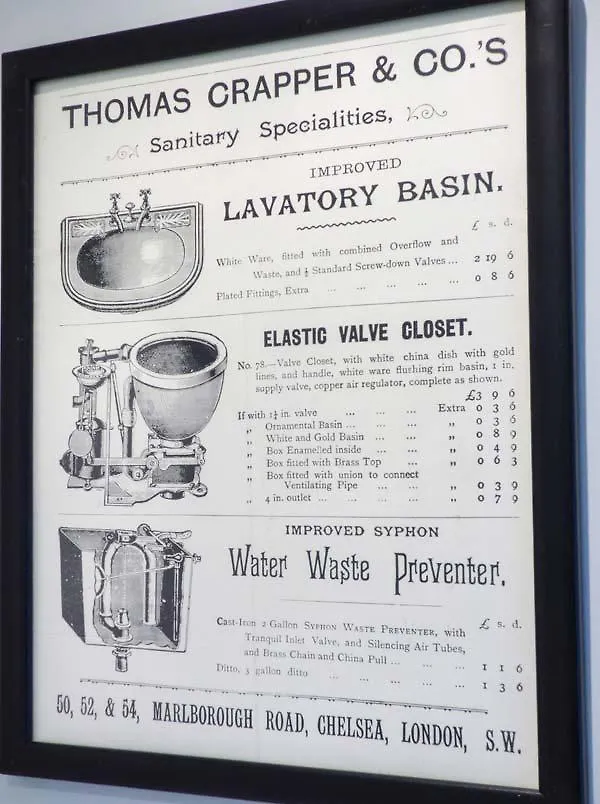 THOMAS CRAPPER & CO.'S
Sanitary Specialities,
IMPROVED
LAVATORY BASIN.
£ s. d.
White Ware, fitted with combined Overflow and
Waste, and ½ Standard Screw-down Valves ... 2 19 6
Plated Fittings, Extra ... ... ... ... ... 0 8 6
ELASTIC VALVE CLOSET.
No. 78.—Valve Closet, with white china dish with gold
lines, and handle, white ware flushing rim basin, 1 in.
supply valve, copper air regulator, complete as shown.
£3 9 6
If with 1¼ in. valve ... ... ... Extra 0 3 6
„ Ornamental Basin ... ... ... „ 0 3 6
„ White and Gold Basin ... ... „ 0 8 9
„ Box Enamelled inside ... ... „ 0 4 9
„ Box fitted with Brass Top ... „ 0 6 3
„ Box fitted with union to connect
Ventilating Pipe ... ... „ 0 3 9
„ 4 in. outlet ... ... ... ... „ 0 7 9
IMPROVED SYPHON
Water Waste Preventer.
£ s. d.
Cast-Iron 2 Gallon SYPHON WASTE PREVENTER, with
Tranquil Inlet Valve, and Silencing Air Tubes,
and Brass Chain and China Pull ... ... ... 1 1 6
Ditto, 3 gallon ditto ... ... ... ... ... 1 3 6
50, 52, & 54, MARLBOROUGH ROAD, CHELSEA, LONDON, S.W.